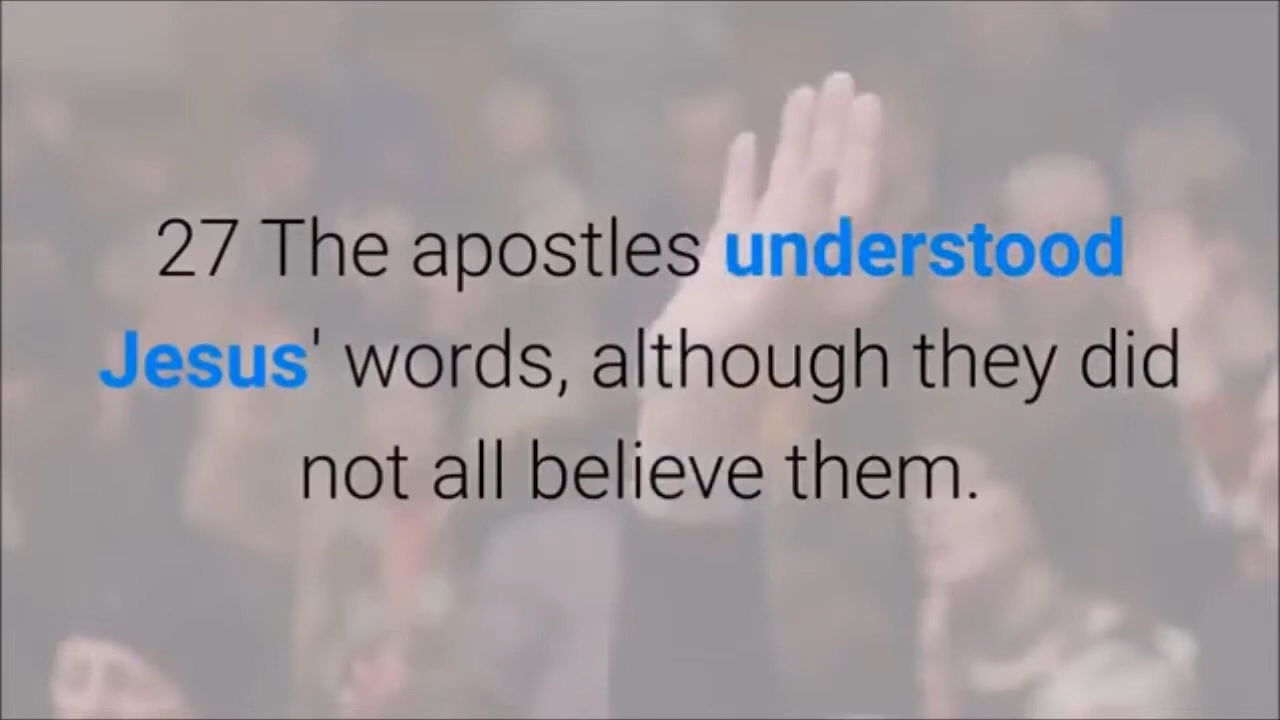 27 The apostles understood
Jesus' words, although they did
not all believe them.